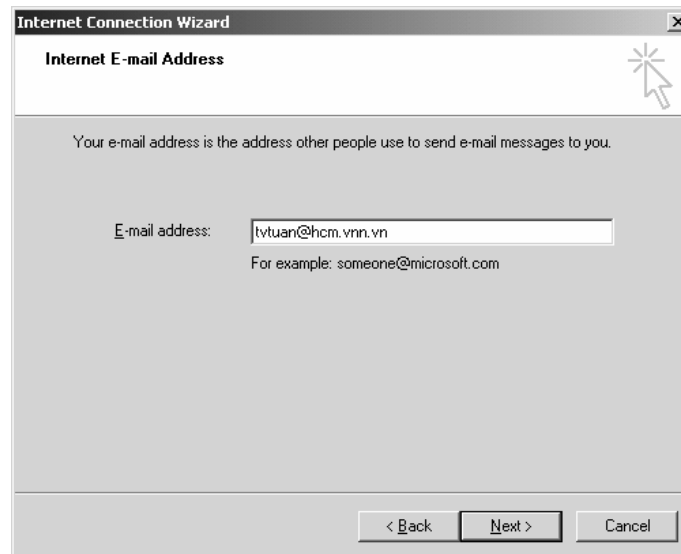 Internet Connection Wizard
Internet E-mail Address
Your e-mail address is the address other people use to send e-mail messages to you.
E-mail address: tvtuan@hcm.vnn.vn
For example: someone@microsoft.com
< Back Next > Cancel